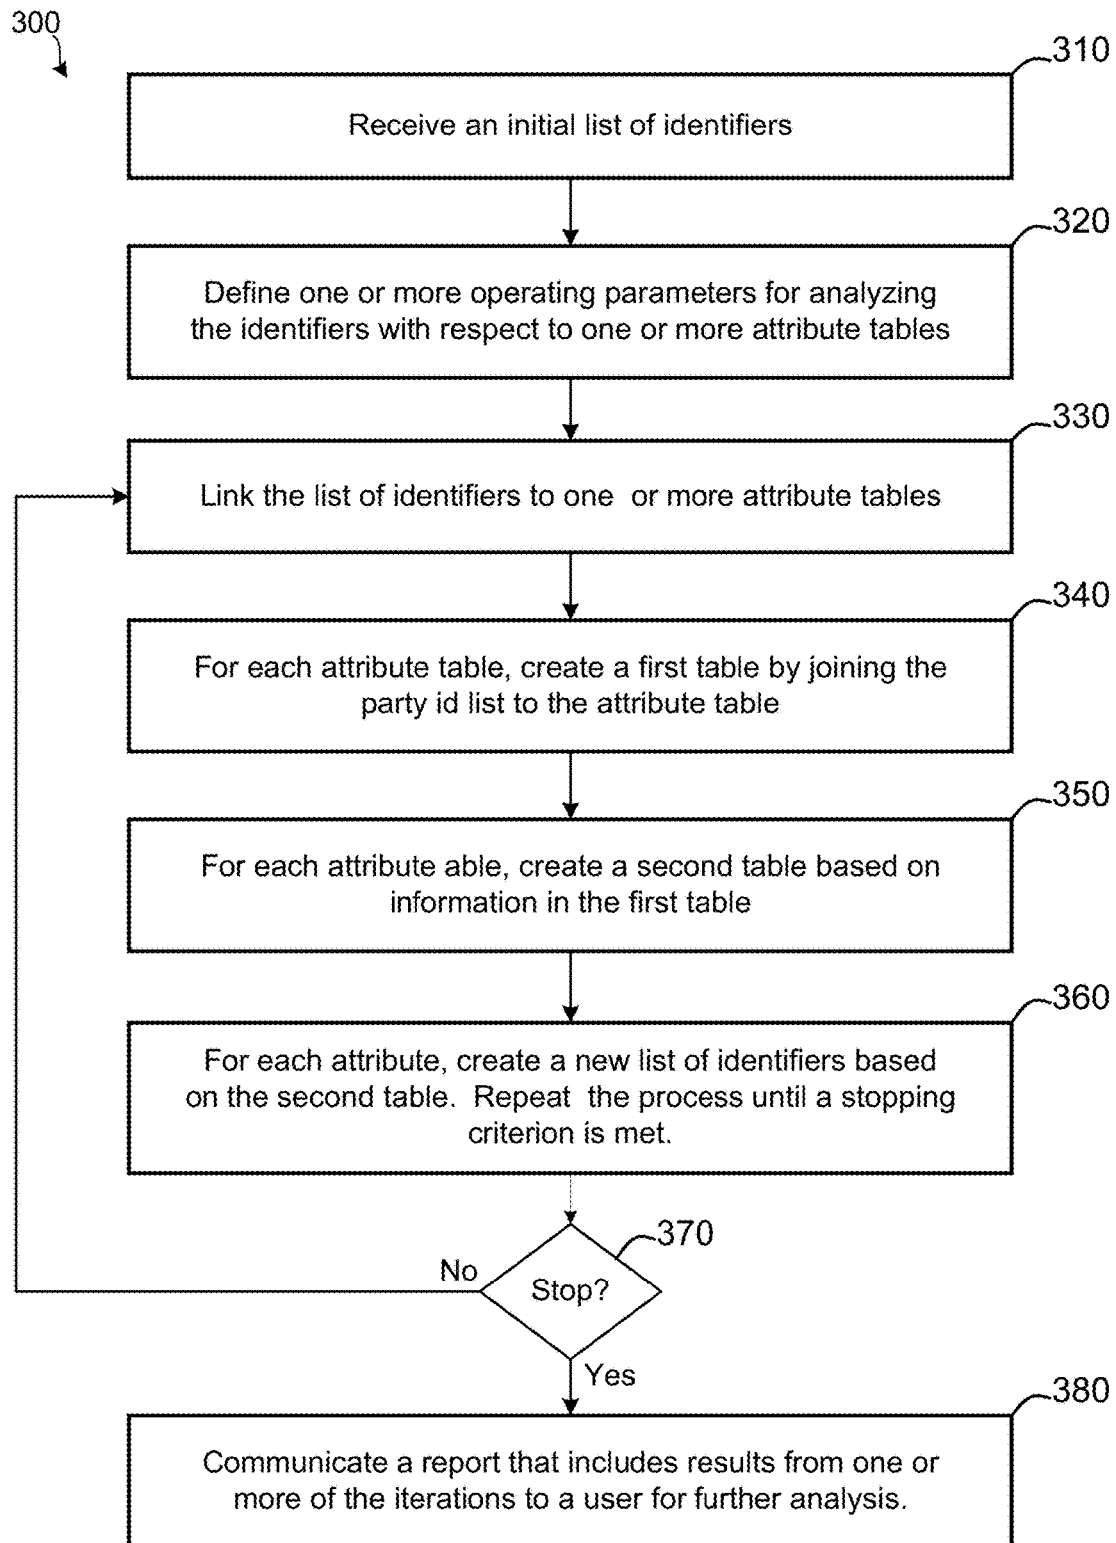 300
310
Receive an initial list of identifiers
320
Define one or more operating parameters for analyzing
the identifiers with respect to one or more attribute tables
330
Link the list of identifiers to one or more attribute tables
340
For each attribute table, create a first table by joining the
party id list to the attribute table
350
For each attribute able, create a second table based on
information in the first table
360
For each attribute, create a new list of identifiers based
on the second table. Repeat the process until a stopping
criterion is met.
370
No
Stop?
Yes
380
Communicate a report that includes results from one or
more of the iterations to a user for further analysis.